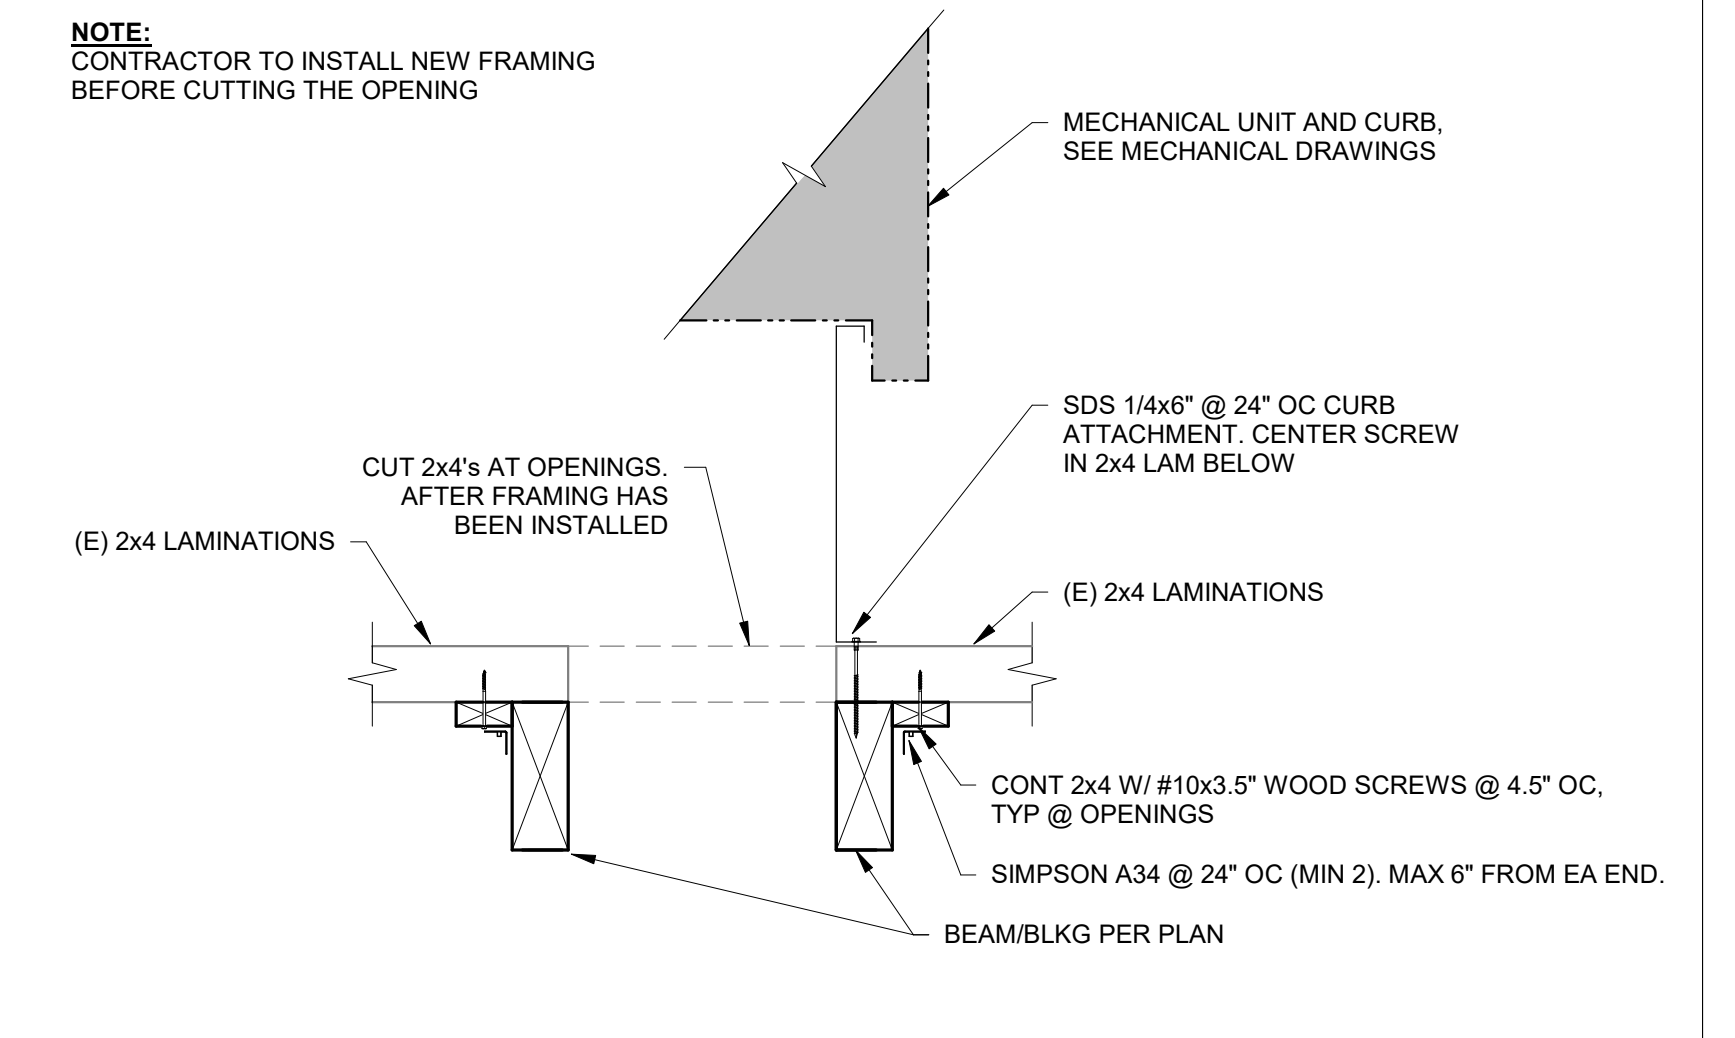 NOTE:
CONTRACTOR TO INSTALL NEW FRAMING
BEFORE CUTTING THE OPENING
MECHANICAL UNIT AND CURB,
SEE MECHANICAL DRAWINGS
SDS 1/4x6" @ 24" OC CURB
ATTACHMENT. CENTER SCREW
IN 2x4 LAM BELOW
CUT 2x4's AT OPENINGS.
AFTER FRAMING HAS
BEEN INSTALLED
(E) 2x4 LAMINATIONS
(E) 2x4 LAMINATIONS
CONT 2x4 W/ #10x3.5" WOOD SCREWS @ 4.5" OC,
TYP @ OPENINGS
SIMPSON A34 @ 24" OC (MIN 2). MAX 6" FROM EA END.
BEAM/BLKG PER PLAN